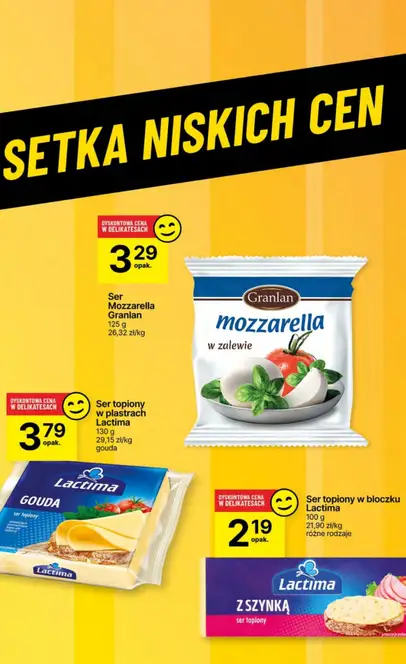 SETKA NISKICH CEN
DYSKONTOWA CENA
W DELIKATESACH
3 29
opak.
Ser
Mozzarella
Granlan
125 g
26,32 zł/kg
Granlan
mozzarella
w zalewie
DYSKONTOWA CENA
W DELIKATESACH
3 79
opak.
Ser topiony
w plastrach
Lactima
130 g
29,15 zł/kg
gouda
Lactima
GOUDA
ser topiony
Lactima
DYSKONTOWA CENA
W DELIKATESACH
2 19
opak.
Ser topiony w bloczku
Lactima
100 g
21,90 zł/kg
różne rodzaje
Lactima
Z SZYNKĄ
ser topiony